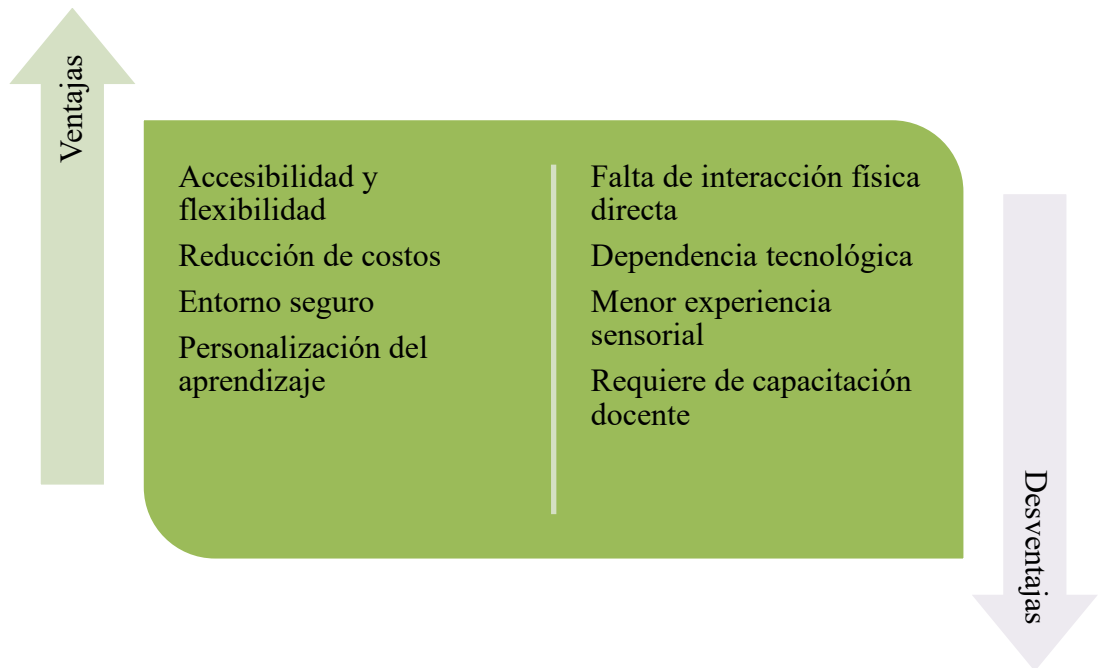 Ventajas
Accesibilidad y
flexibilidad
Reducción de costos
Entorno seguro
Personalización del
aprendizaje
Falta de interacción física
directa
Dependencia tecnológica
Menor experiencia
sensorial
Requiere de capacitación
docente
Desventajas